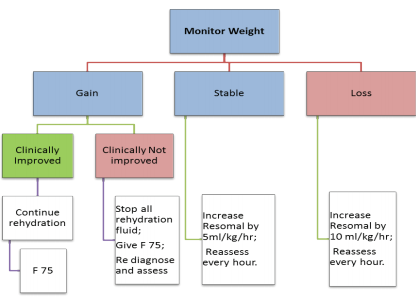 Monitor Weight
Gain
Stable
Loss
Clinically
Improved
Clinically Not
improved
Continue
rehydration
F 75
Stop all
rehydration
fluid;
Give F 75;
Re diagnose
and assess
Increase
Resomal by
5ml/kg/hr;
Reassess
every hour.
Increase
Resomal by
10 ml/kg/hr;
Reassess
every hour.